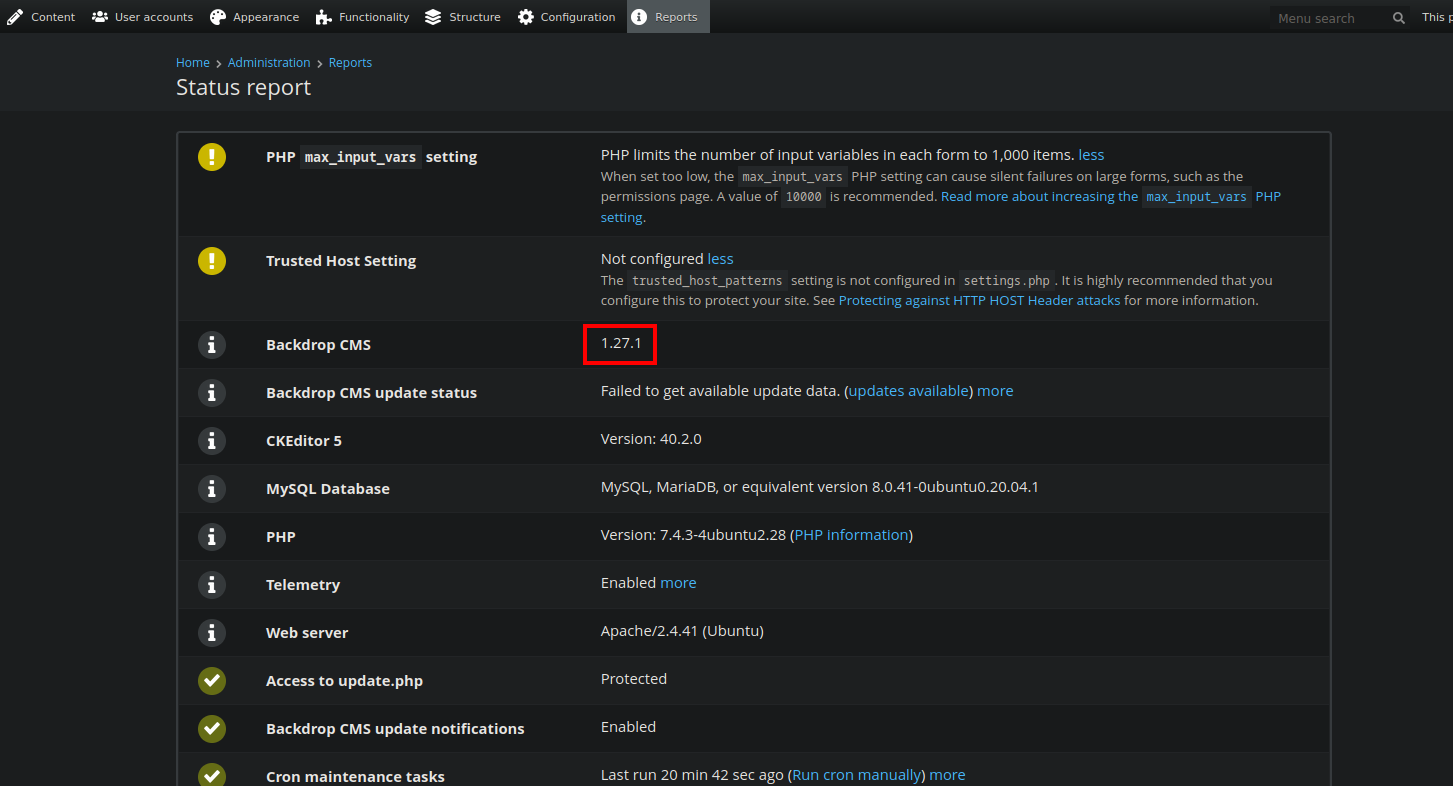 Content User accounts Appearance Functionality Structure Configuration Reports Menu search This p
Home > Administration > Reports
Status report
PHP max_input_vars setting
PHP limits the number of input variables in each form to 1,000 items. less
When set too low, the max_input_vars PHP setting can cause silent failures on large forms, such as the
permissions page. A value of 10000 is recommended. Read more about increasing the max_input_vars PHP
setting.
Trusted Host Setting
Not configured less
The trusted_host_patterns setting is not configured in settings.php. It is highly recommended that you
configure this to protect your site. See Protecting against HTTP HOST Header attacks for more information.
Backdrop CMS
1.27.1
Backdrop CMS update status
Failed to get available update data. (updates available) more
CKEditor 5
Version: 40.2.0
MySQL Database
MySQL, MariaDB, or equivalent version 8.0.41-0ubuntu0.20.04.1
PHP
Version: 7.4.3-4ubuntu2.28 (PHP Information)
Telemetry
Enabled more
Web server
Apache/2.4.41 (Ubuntu)
Access to update.php
Protected
Backdrop CMS update notifications
Enabled
Cron maintenance tasks
Last run 20 min 42 sec ago (Run cron manually) more